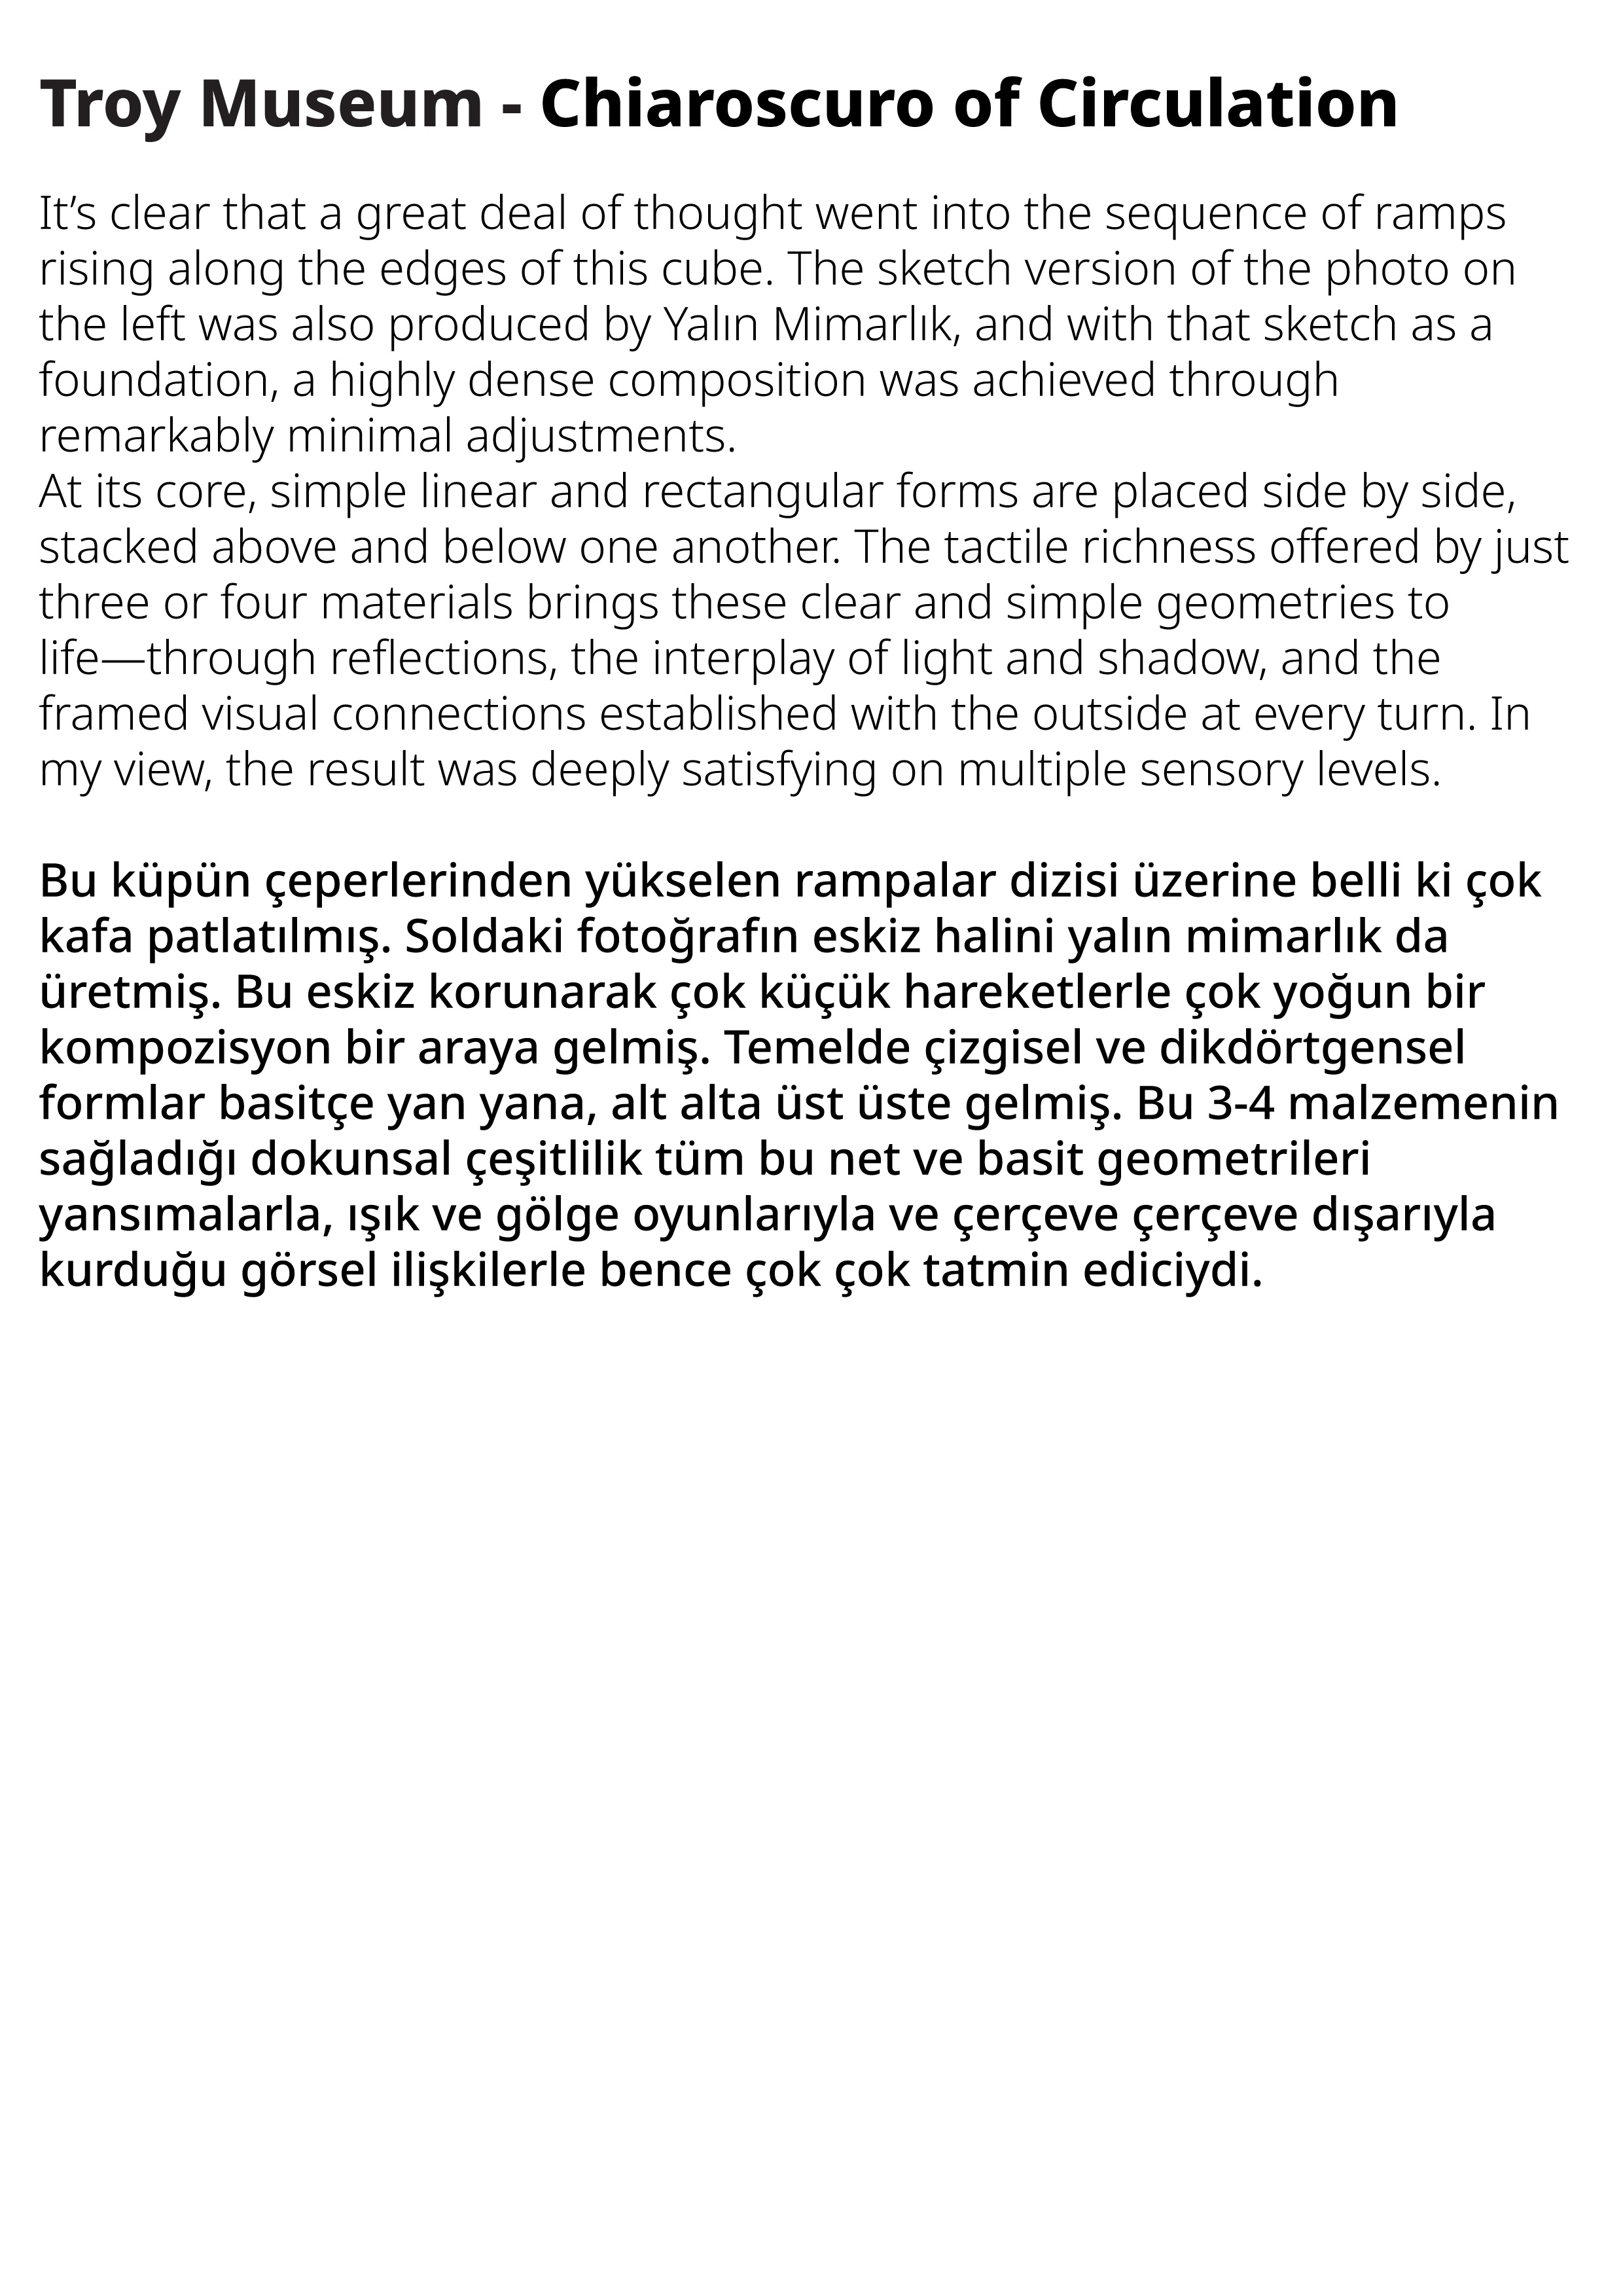 Troy Museum - Chiaroscuro of Circulation
It’s clear that a great deal of thought went into the sequence of ramps
rising along the edges of this cube. The sketch version of the photo on
the left was also produced by Yalın Mimarlık, and with that sketch as a
foundation, a highly dense composition was achieved through
remarkably minimal adjustments.
At its core, simple linear and rectangular forms are placed side by side,
stacked above and below one another. The tactile richness offered by just
three or four materials brings these clear and simple geometries to
life—through reflections, the interplay of light and shadow, and the
framed visual connections established with the outside at every turn. In
my view, the result was deeply satisfying on multiple sensory levels.
Bu küpün çeperlerinden yükselen rampalar dizisi üzerine belli ki çok
kafa patlatılmış. Soldaki fotoğrafın eskiz halini yalın mimarlık da
üretmiş. Bu eskiz korunarak çok küçük hareketlerle çok yoğun bir
kompozisyon bir araya gelmiş. Temelde çizgisel ve dikdörtgensel
formlar basitçe yan yana, alt alta üst üste gelmiş. Bu 3-4 malzemenin
sağladığı dokunsal çeşitlilik tüm bu net ve basit geometrileri
yansımalarla, ışık ve gölge oyunlarıyla ve çerçeve çerçeve dışarıyla
kurduğu görsel ilişkilerle bence çok çok tatmin ediciydi.